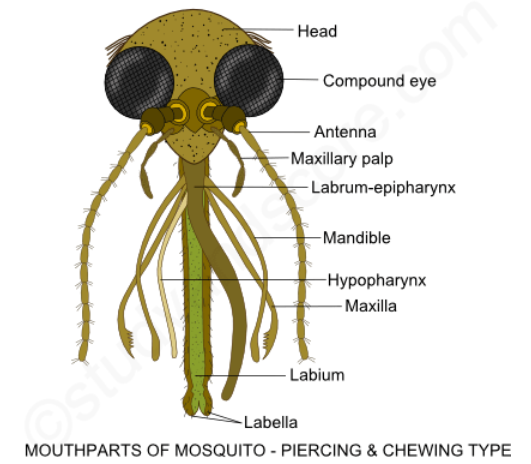 Head
Compound eye
Antenna
Maxillary palp
Labrum-epipharynx
Mandible
Hypopharynx
Maxilla
Labium
Labella
MOUTHPARTS OF MOSQUITO - PIERCING & CHEWING TYPE